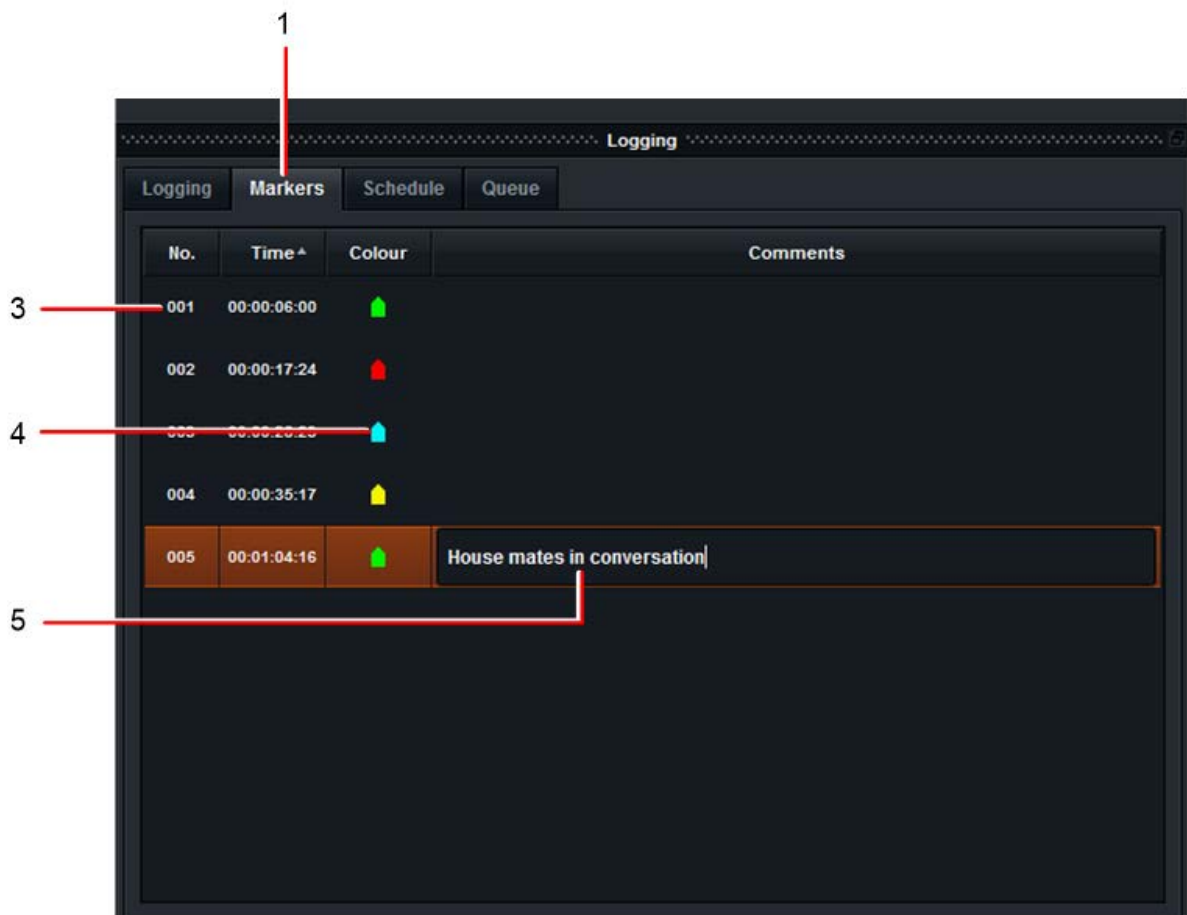 1
Logging
Logging Markers Schedule Queue
No. Time Colour Comments
3 001 00:00:06:00
002 00:00:17:24
4 003
004 00:00:35:17
005 00:01:04:16 House mates in conversation
5